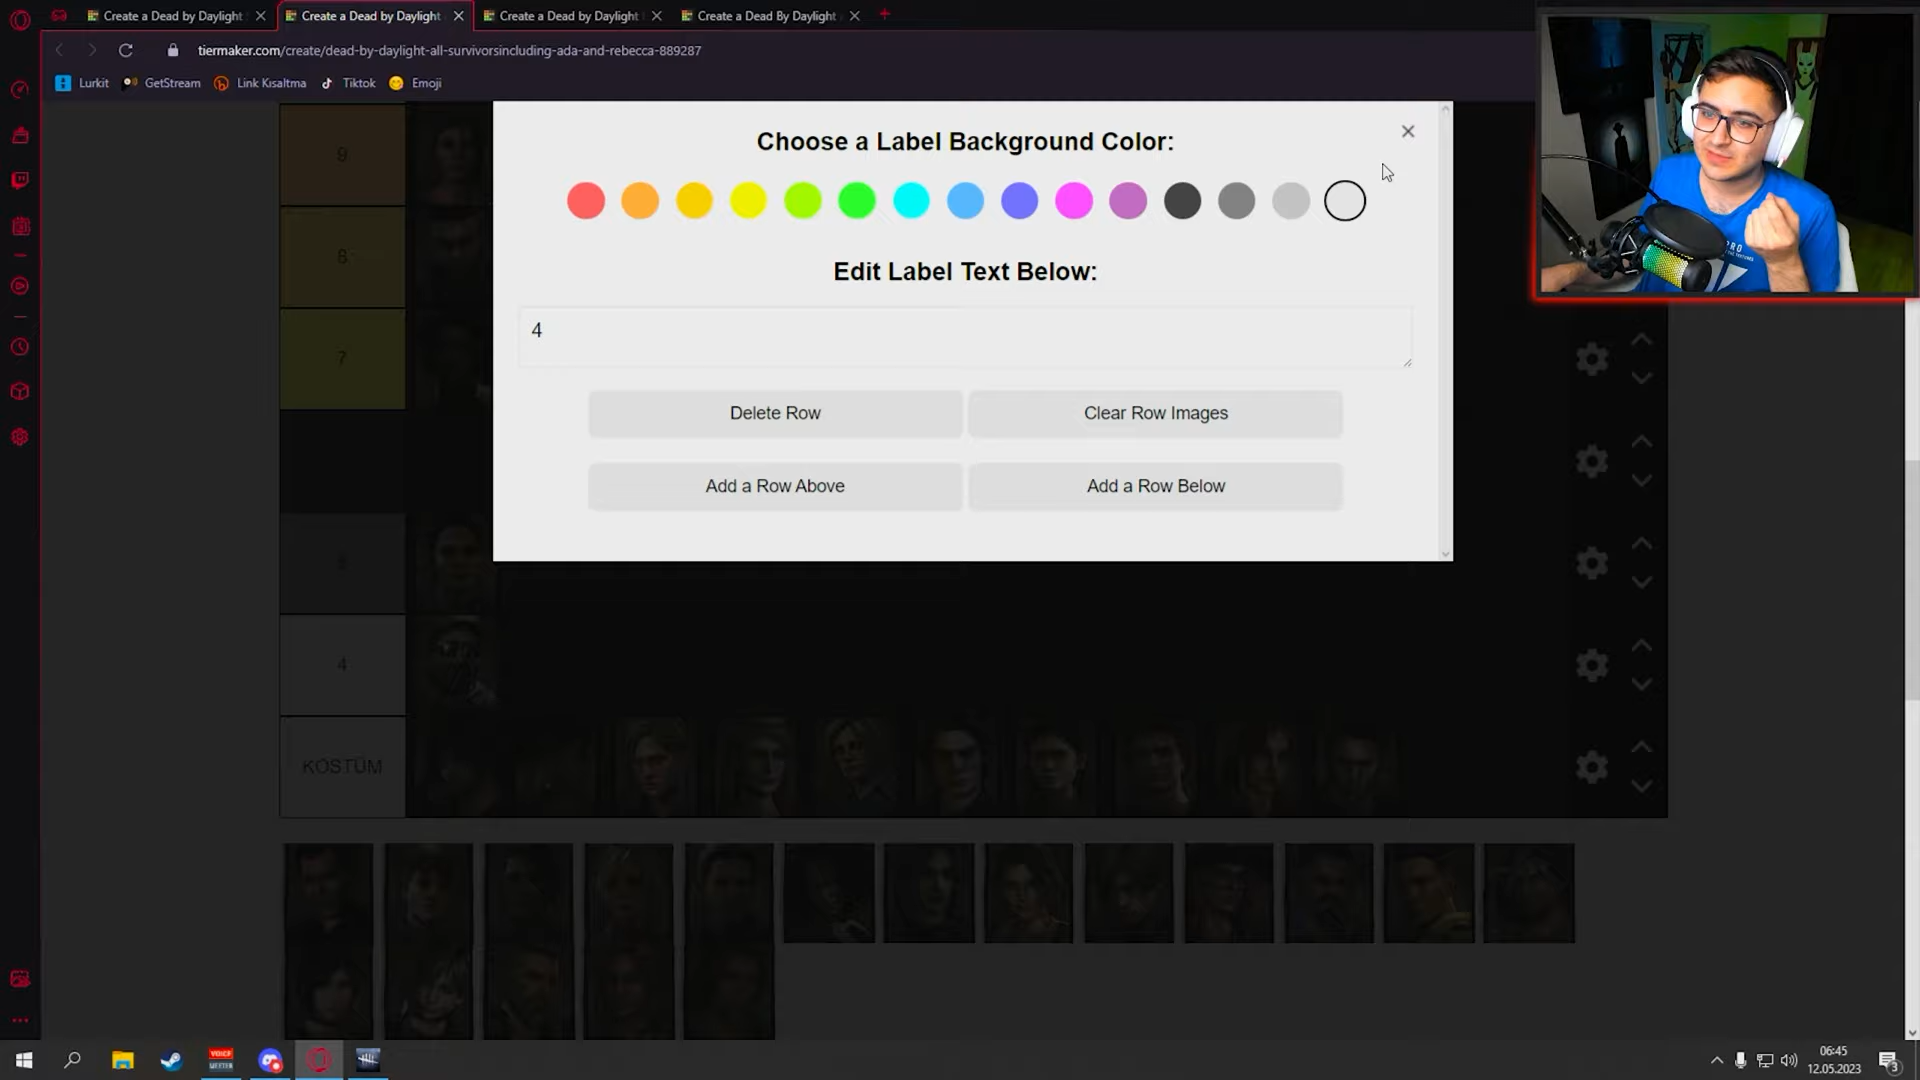 Create a Dead by Daylight
Create a Dead by Daylight
Create a Dead by Daylight
Create a Dead By Daylight
tiermaker.com/create/dead-by-daylight-all-survivorsincluding-ada-and-rebecca-889287
Lurkit
GetStream
Link Kısaltma
Tiktok
Emoji
Choose a Label Background Color:
Edit Label Text Below:
4
Delete Row
Clear Row Images
Add a Row Above
Add a Row Below
9
8
7
4
KOSTÜM
VOICE
MEETER
06:45
12.05.2023
3